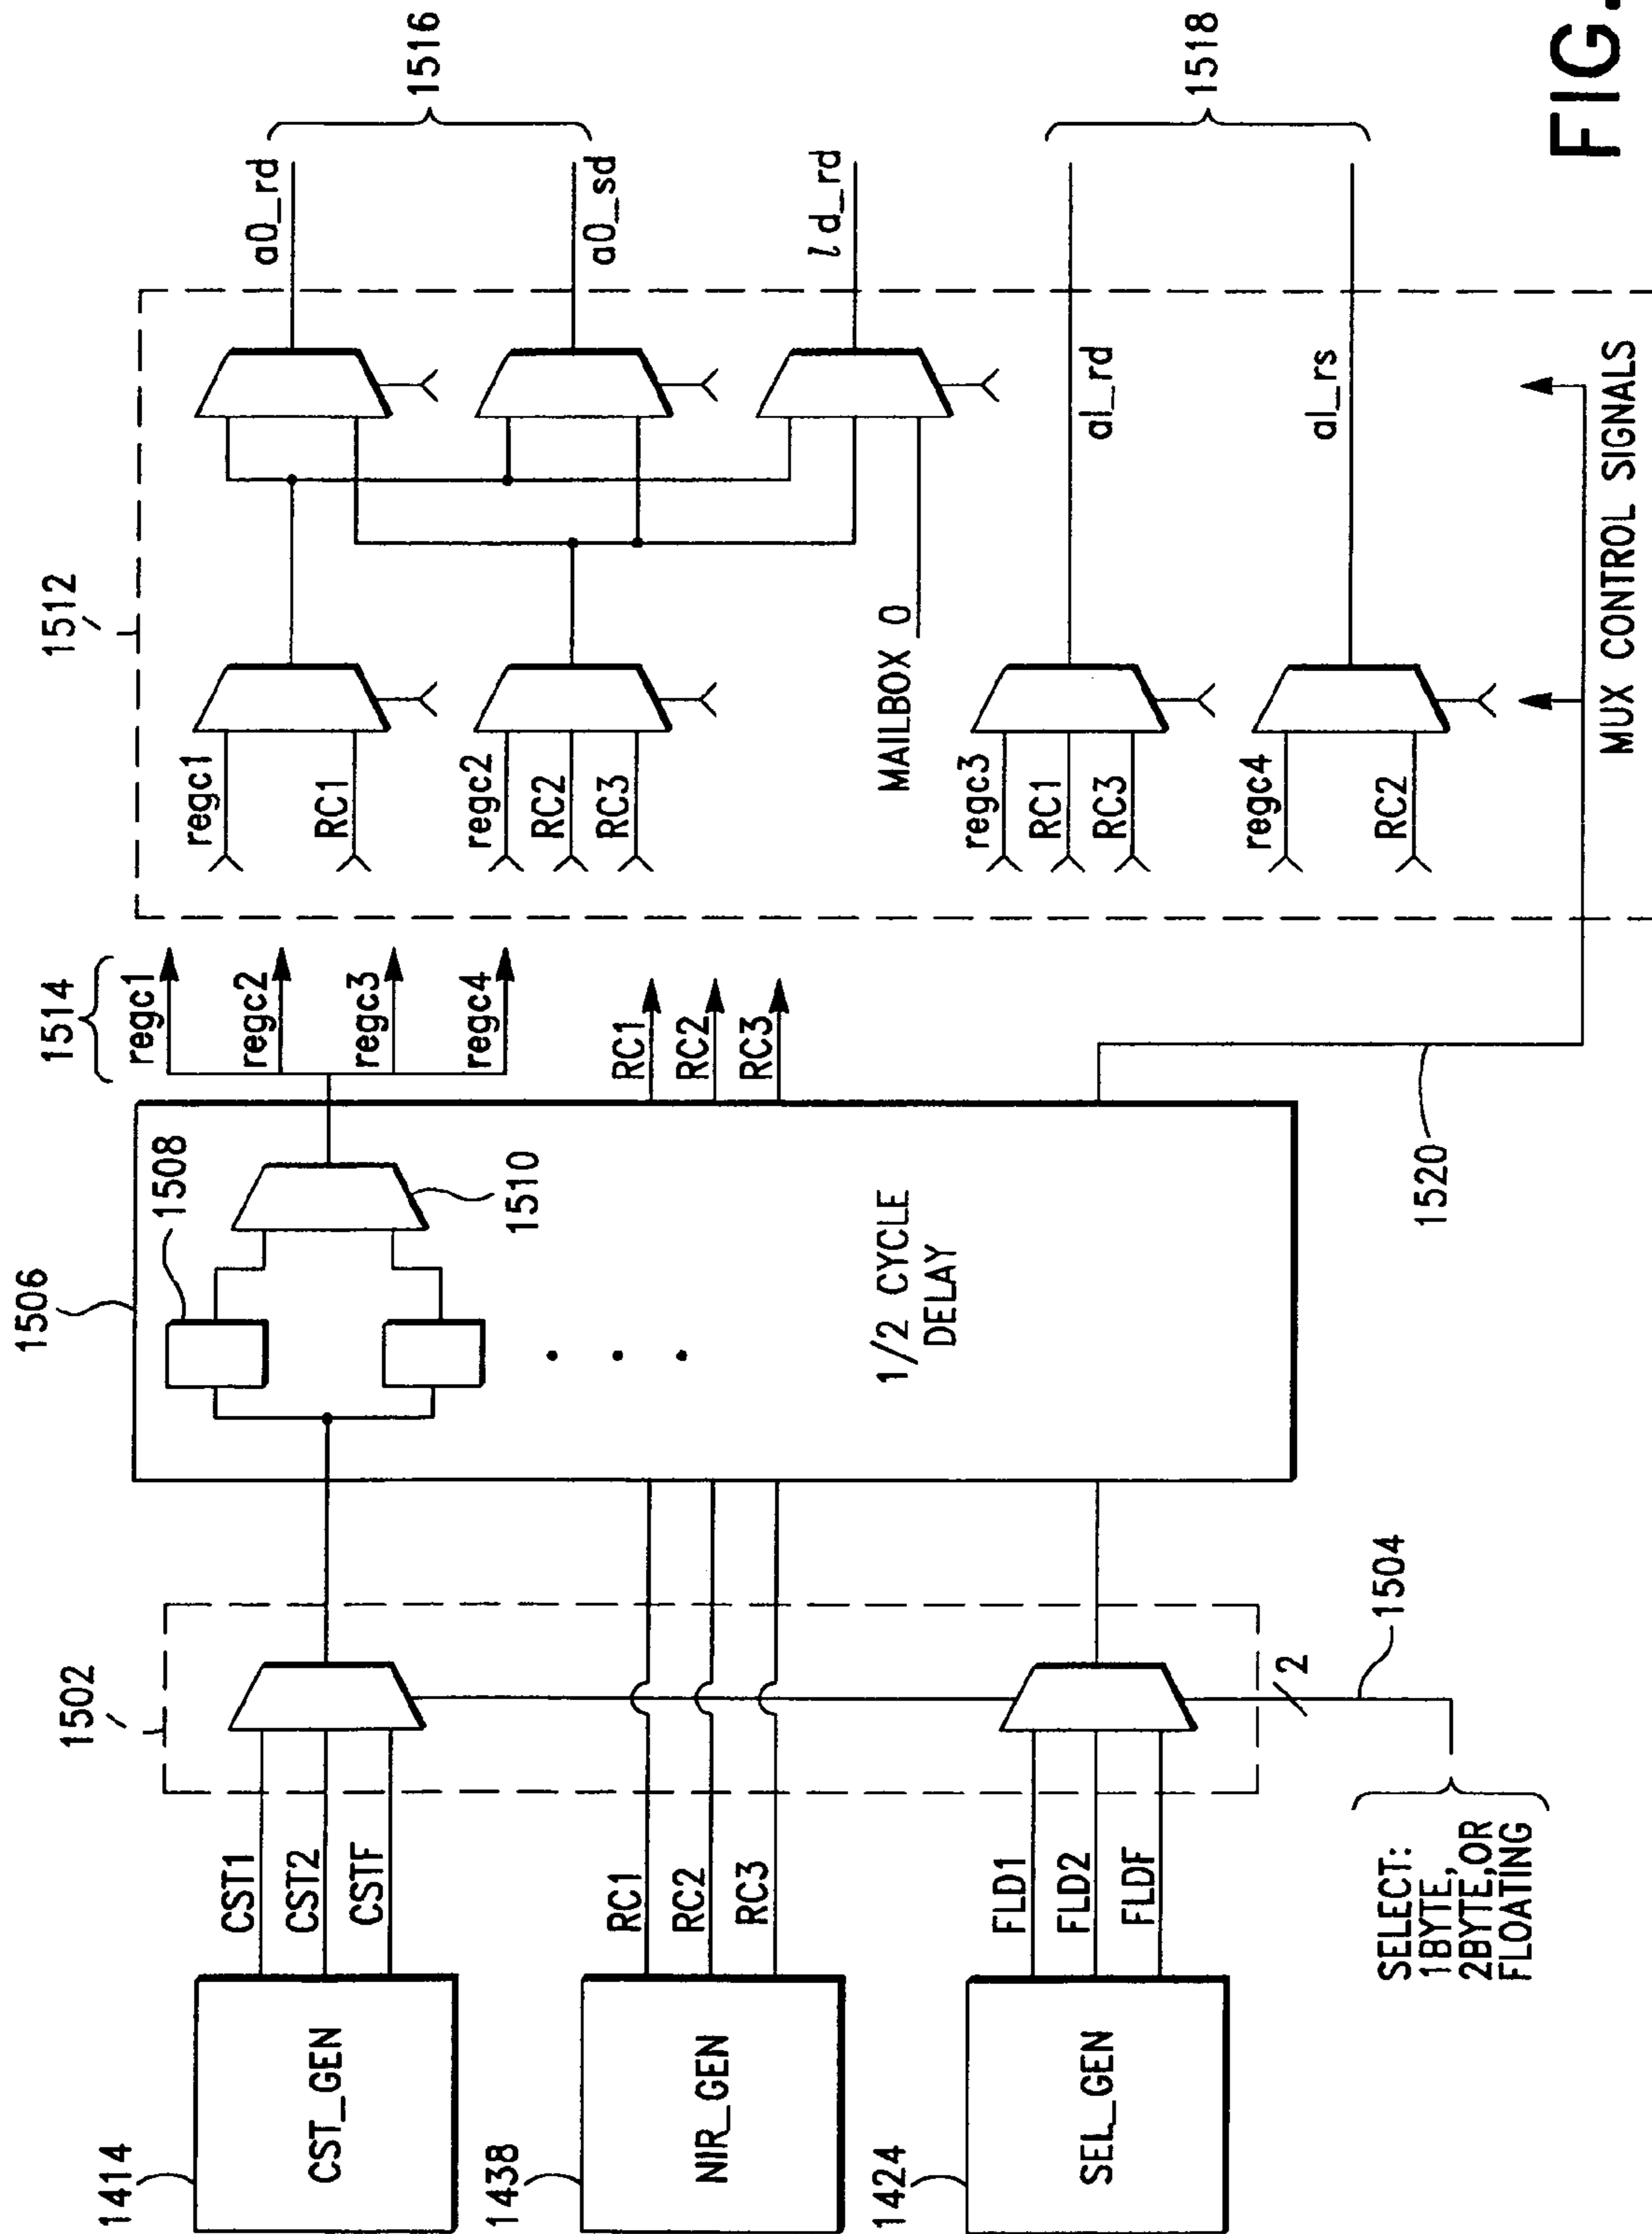 1414
CST_GEN
1438
NIR_GEN
1424
SEL_GEN
CST1
CST2
CSTF
RC1
RC2
RC3
FLD1
FLD2
FLDF
SELECT:
1BYTE,
2BYTE,OR
FLOATING
1502
2
1504
1506
1508
1510
1/2 CYCLE
DELAY
1514
regc1
regc2
regc3
regc4
RC1
RC2
RC3
1520
1512
regc1
RC1
regc2
RC2
RC3
MAILBOX_0
regc3
RC1
RC3
regc4
RC2
al_rd
al_rs
MUX CONTROL SIGNALS
a0_rd
a0_sd
ld_rd
1516
1518
FIG.